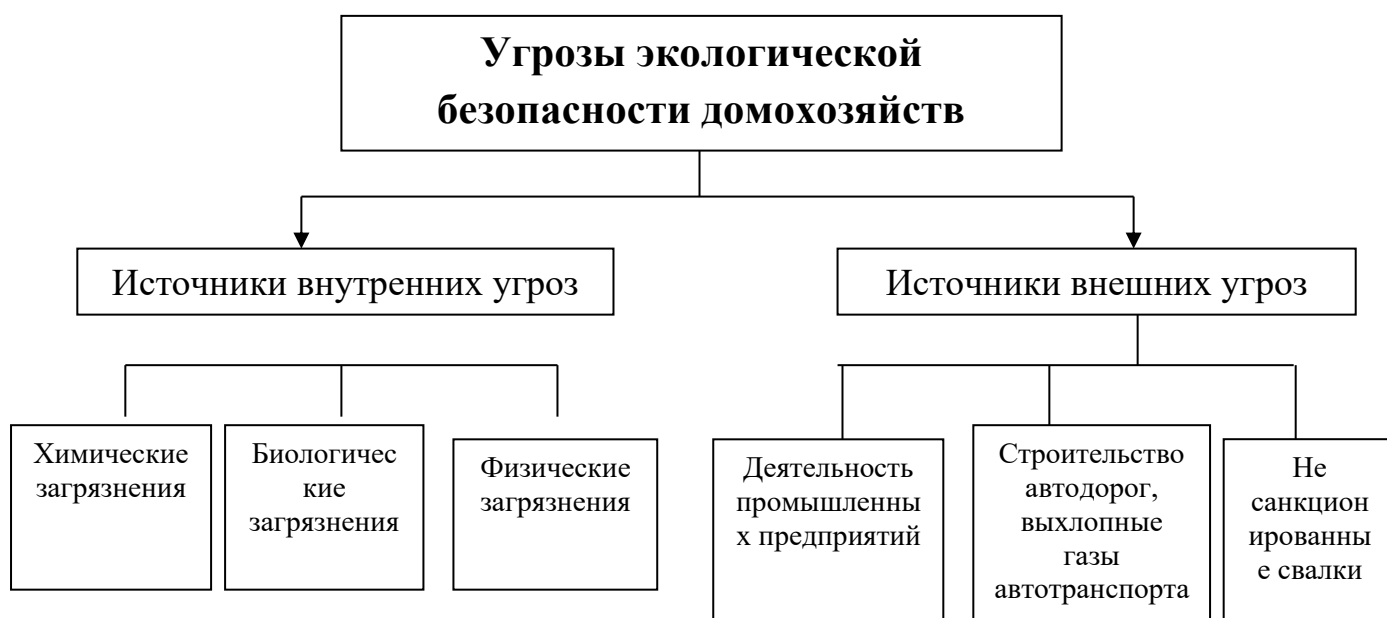 Угрозы экологической
безопасности домохозяйств
Источники внутренних угроз
Источники внешних угроз
Химические
загрязнения
Биологичес
кие
загрязнения
Физические
загрязнения
Деятельность
промышленны
х предприятий
Строительство
автодорог,
выхлопные
газы
автотранспорта
Не
санкцион
ированны
е свалки